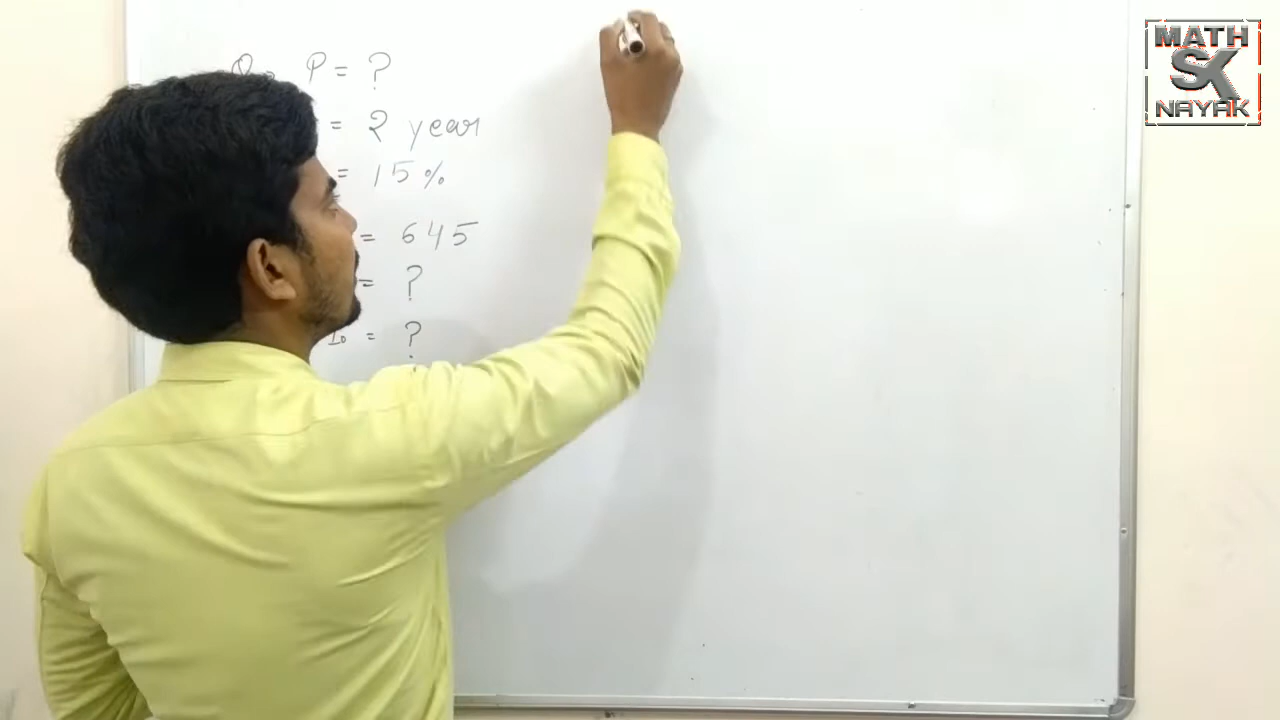 P = ?
= 2 year
= 15%
= 645
= ?
= ?
MATH
SK
NAYAK